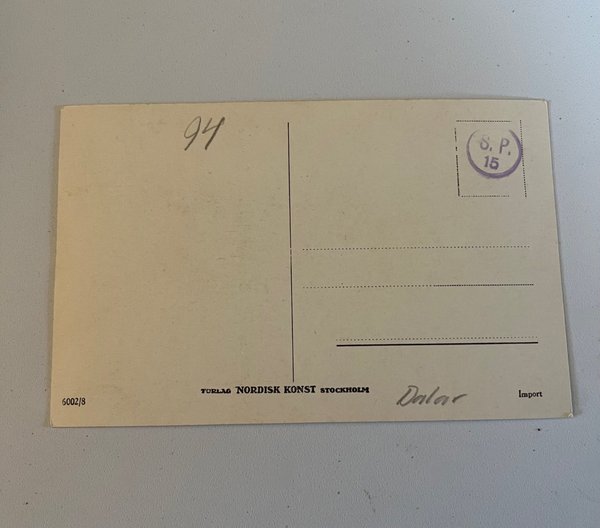 94
S. P.
15
FÖRLAG NORDISK KONST STOCKHOLM
Dalar
6002/8
Import